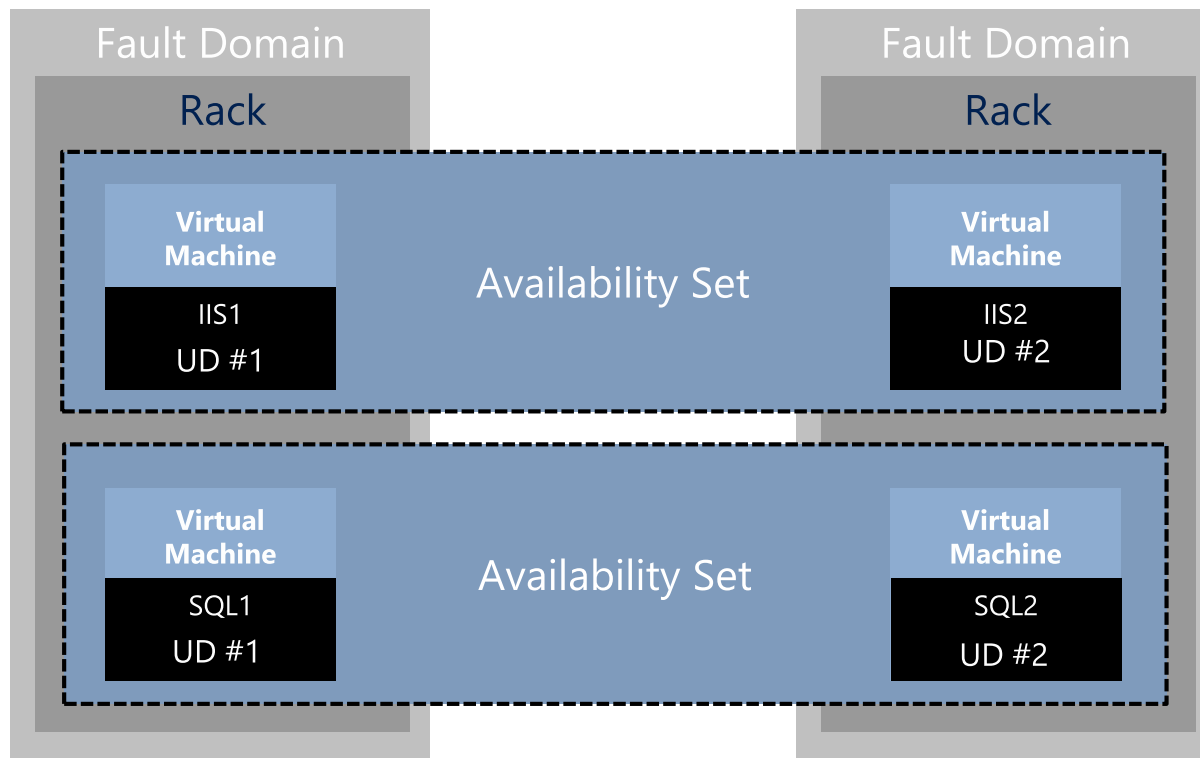 Fault Domain
Fault Domain
Rack
Rack
Virtual
Machine
IIS1
UD #1
Availability Set
Virtual
Machine
IIS2
UD #2
Virtual
Machine
SQL1
UD #1
Availability Set
Virtual
Machine
SQL2
UD #2